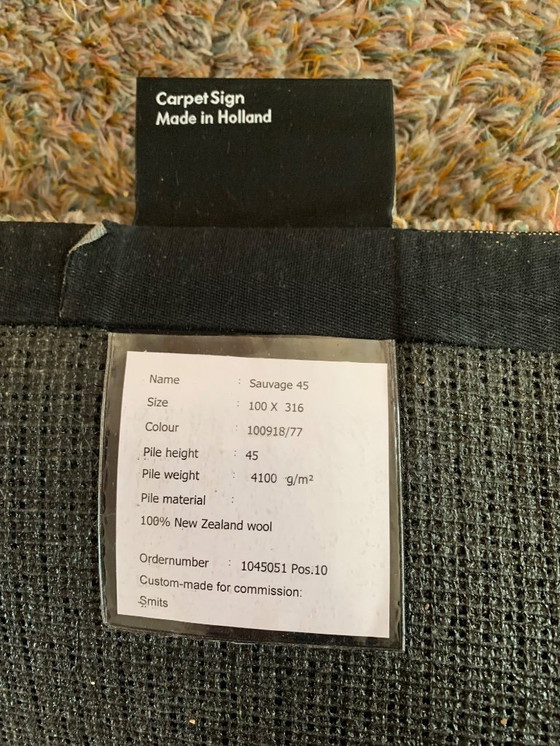 CarpetSign
Made in Holland
Name : Sauvage 45
Size : 100 X 316
Colour : 100918/77
Pile height : 45
Pile weight : 4100 g/m²
Pile material :
100% New Zealand wool
Ordernumber : 1045051 Pos.10
Custom-made for commission:
Smits